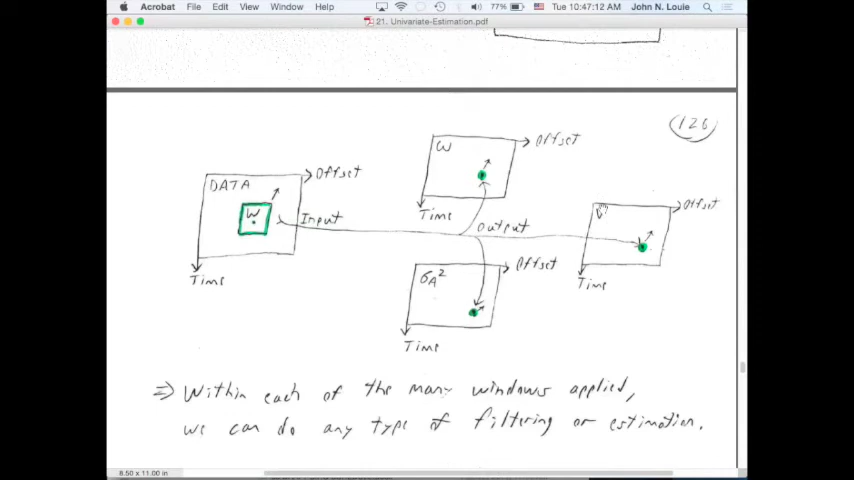 Acrobat File Edit View Window Help 77% Tue 10:47:12 AM John N. Louie
21. Univariate-Estimation.pdf
126
DATA
Offset
W
Time
Input
ω
Offset
Time
Output
σA²
Offset
Time
Offset
Time
⇒ Within each of the many windows applied,
we can do any type of filtering or estimation.
8.50 x 11.00 in